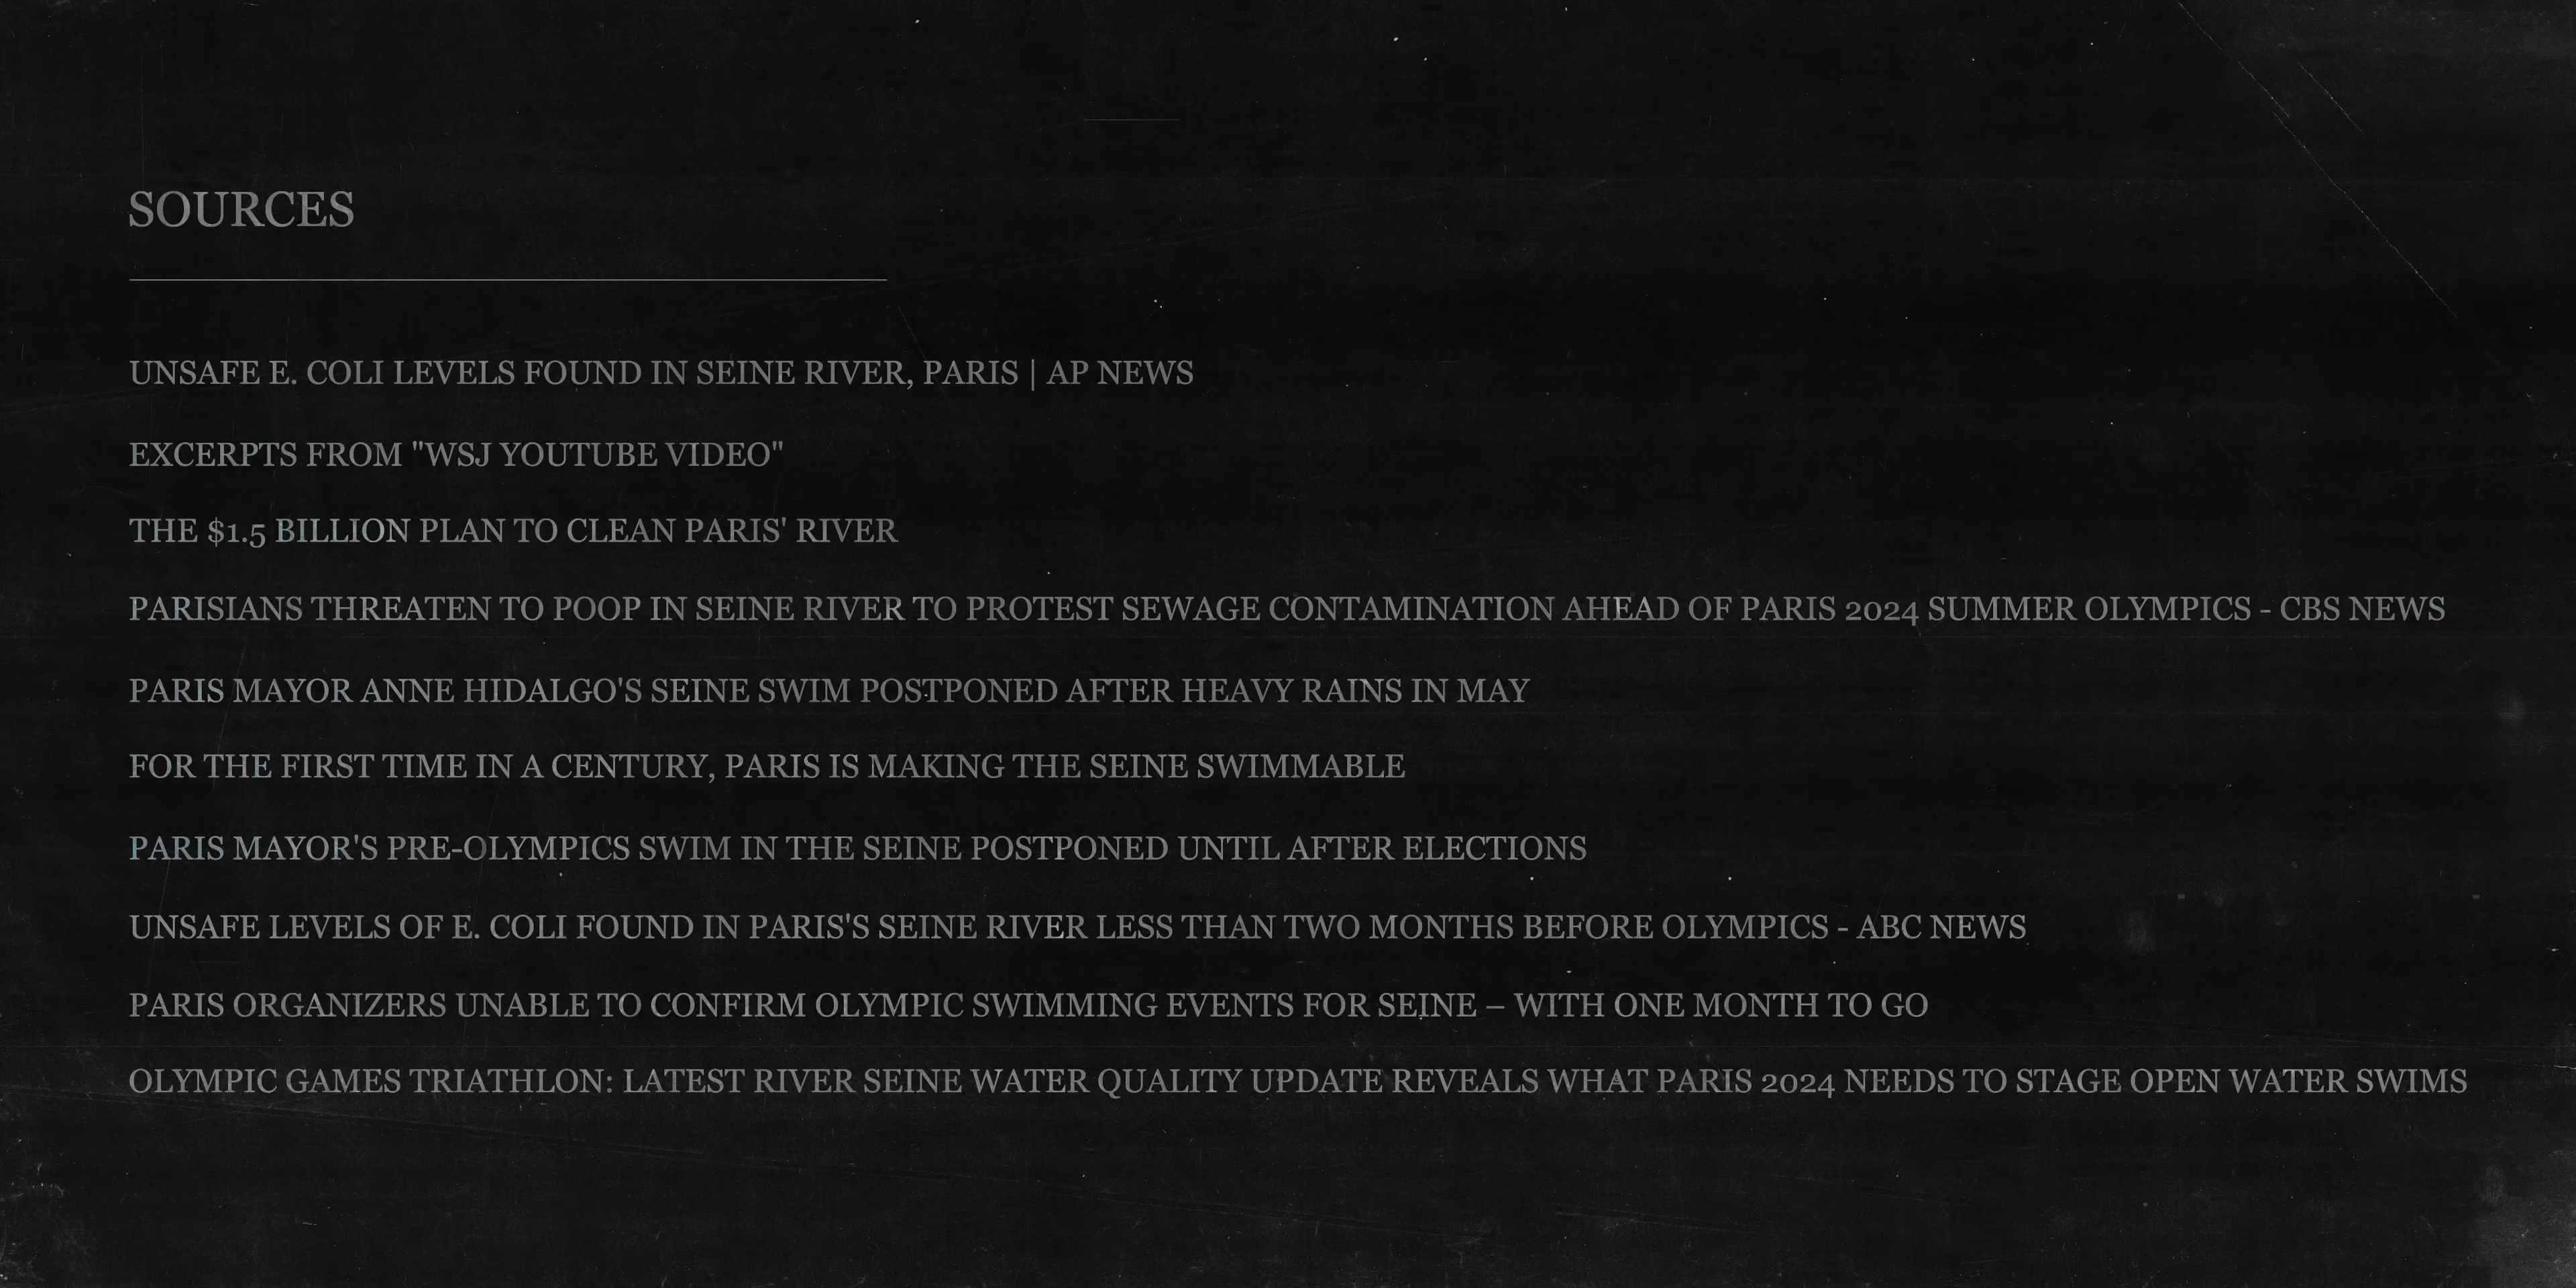 SOURCES
UNSAFE E. COLI LEVELS FOUND IN SEINE RIVER, PARIS | AP NEWS
EXCERPTS FROM "WSJ YOUTUBE VIDEO"
THE $1.5 BILLION PLAN TO CLEAN PARIS' RIVER
PARISIANS THREATEN TO POOP IN SEINE RIVER TO PROTEST SEWAGE CONTAMINATION AHEAD OF PARIS 2024 SUMMER OLYMPICS - CBS NEWS
PARIS MAYOR ANNE HIDALGO'S SEINE SWIM POSTPONED AFTER HEAVY RAINS IN MAY
FOR THE FIRST TIME IN A CENTURY, PARIS IS MAKING THE SEINE SWIMMABLE
PARIS MAYOR'S PRE-OLYMPICS SWIM IN THE SEINE POSTPONED UNTIL AFTER ELECTIONS
UNSAFE LEVELS OF E. COLI FOUND IN PARIS'S SEINE RIVER LESS THAN TWO MONTHS BEFORE OLYMPICS - ABC NEWS
PARIS ORGANIZERS UNABLE TO CONFIRM OLYMPIC SWIMMING EVENTS FOR SEINE – WITH ONE MONTH TO GO
OLYMPIC GAMES TRIATHLON: LATEST RIVER SEINE WATER QUALITY UPDATE REVEALS WHAT PARIS 2024 NEEDS TO STAGE OPEN WATER SWIMS